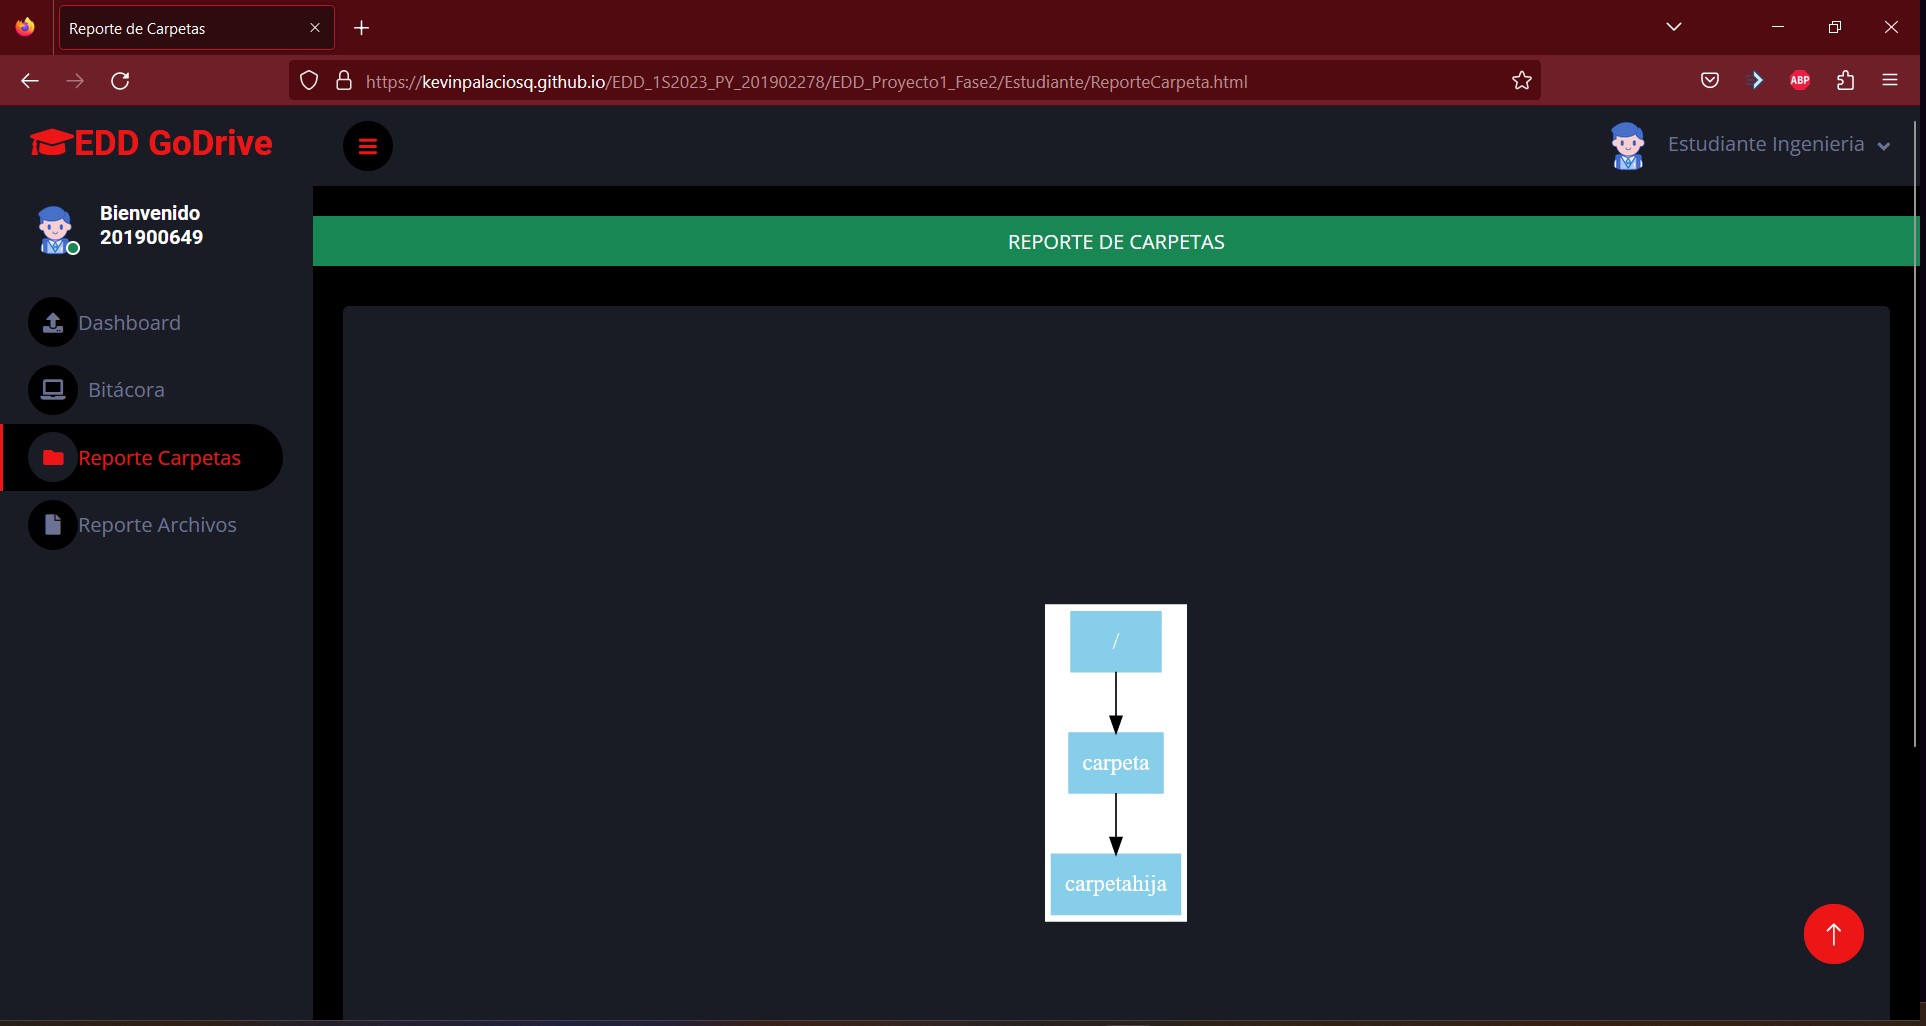 Reporte de Carpetas
https://kevinpalaciosq.github.io/EDD_1S2023_PY_201902278/EDD_Proyecto1_Fase2/Estudiante/ReporteCarpeta.html
ABP
EDD GoDrive
Estudiante Ingenieria
Bienvenido
201900649
Dashboard
Bitácora
Reporte Carpetas
Reporte Archivos
REPORTE DE CARPETAS
/
carpeta
carpetahija